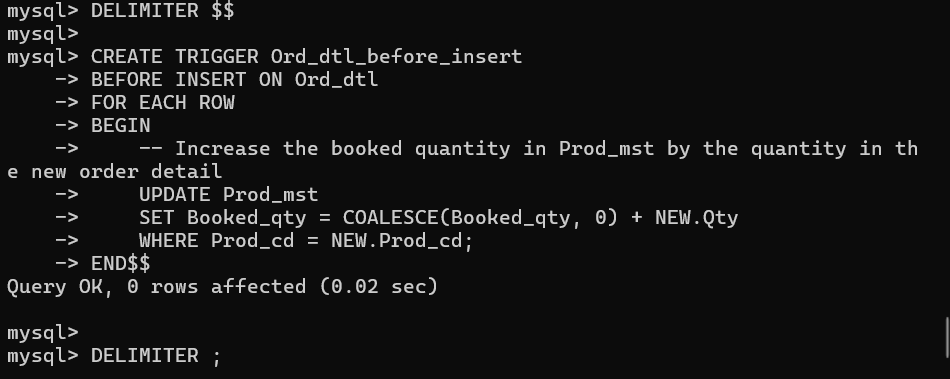 mysql> DELIMITER $$
mysql>
mysql> CREATE TRIGGER Ord_dtl_before_insert
    -> BEFORE INSERT ON Ord_dtl
    -> FOR EACH ROW
    -> BEGIN
    ->     -- Increase the booked quantity in Prod_mst by the quantity in th
e new order detail
    ->     UPDATE Prod_mst
    ->     SET Booked_qty = COALESCE(Booked_qty, 0) + NEW.Qty
    ->     WHERE Prod_cd = NEW.Prod_cd;
    -> END$$
Query OK, 0 rows affected (0.02 sec)

mysql>
mysql> DELIMITER ;